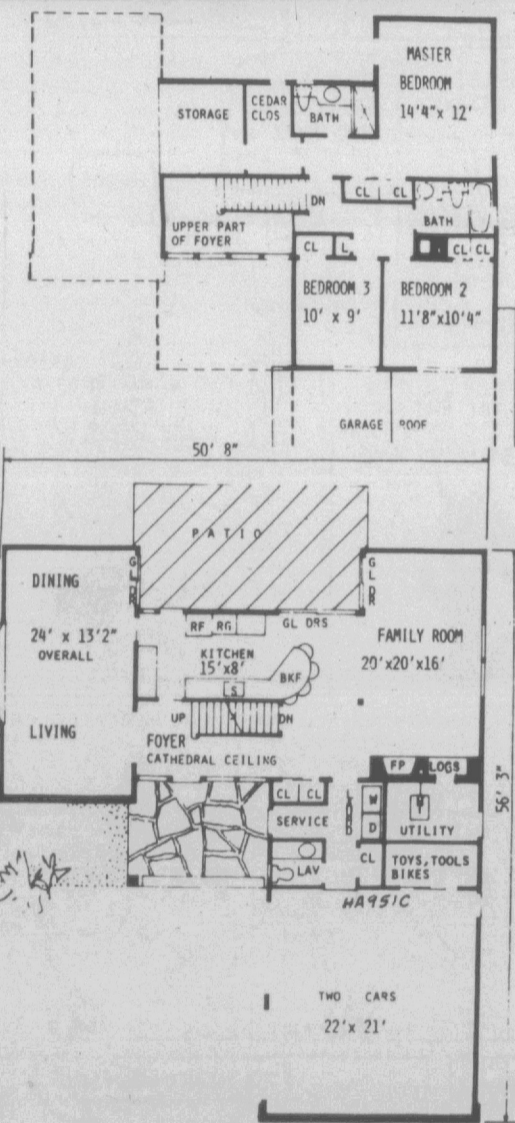 MASTER
BEDROOM
14'4"x 12'
STORAGE
CEDAR
CLOS
BATH
CL CL
DN
BATH
UPPER PART
OF FOYER
CL L
CL CL
BEDROOM 3
10' x 9'
BEDROOM 2
11'8"x10'4"
GARAGE ROOF
50' 8"
PATIO
DINING
GL DR
GL DR
24' x 13'2"
OVERALL
RF RG
GL DRS
FAMILY ROOM
20'x20'x16'
KITCHEN
15'x8'
BKF
S
LIVING
UP
DN
FOYER
CATHEDRAL CEILING
FP
LOGS
56' 3"
CL CL
W
SERVICE
D
UTILITY
LAV
CL
TOYS, TOOLS
BIKES
HA951C
TWO CARS
22'x 21'